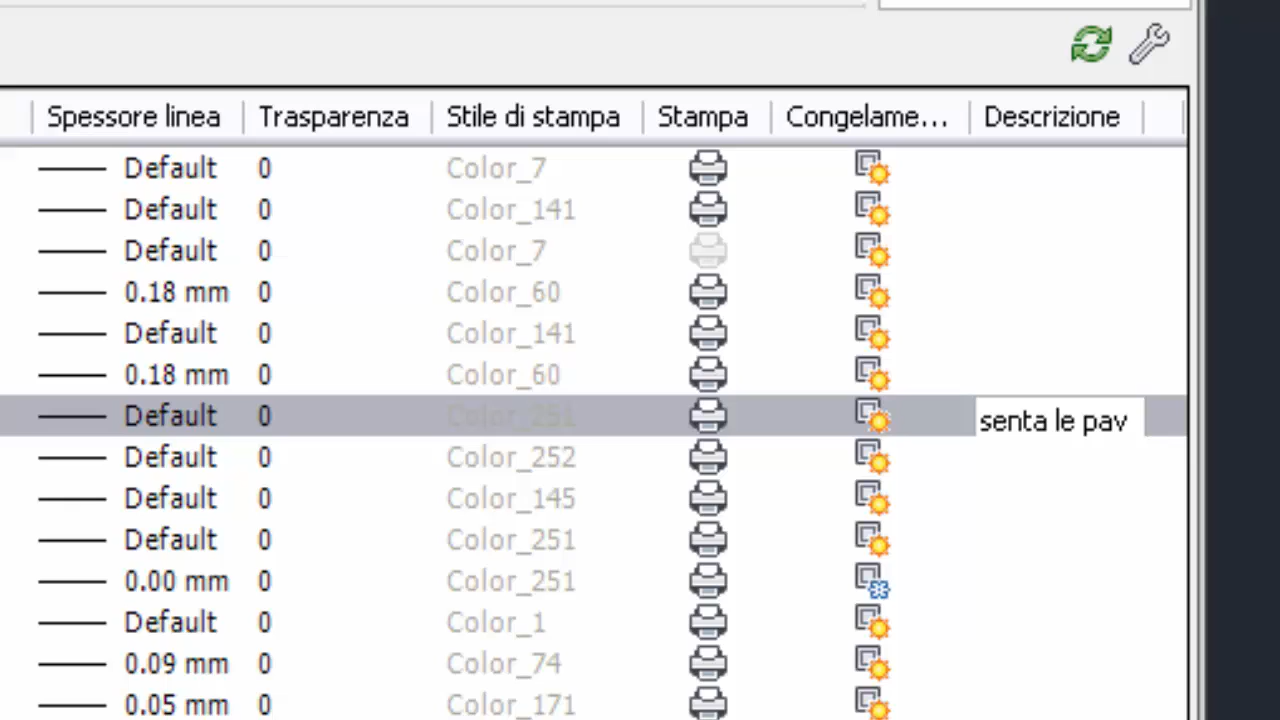 Spessore linea Trasparenza Stile di stampa Stampa Congelame... Descrizione
Default 0 Color_7
Default 0 Color_141
Default 0 Color_7
0.18 mm 0 Color_60
Default 0 Color_141
0.18 mm 0 Color_60
Default 0 Color_251 senta le pav
Default 0 Color_252
Default 0 Color_145
Default 0 Color_251
0.00 mm 0 Color_251
Default 0 Color_1
0.09 mm 0 Color_74
0.05 mm 0 Color_171